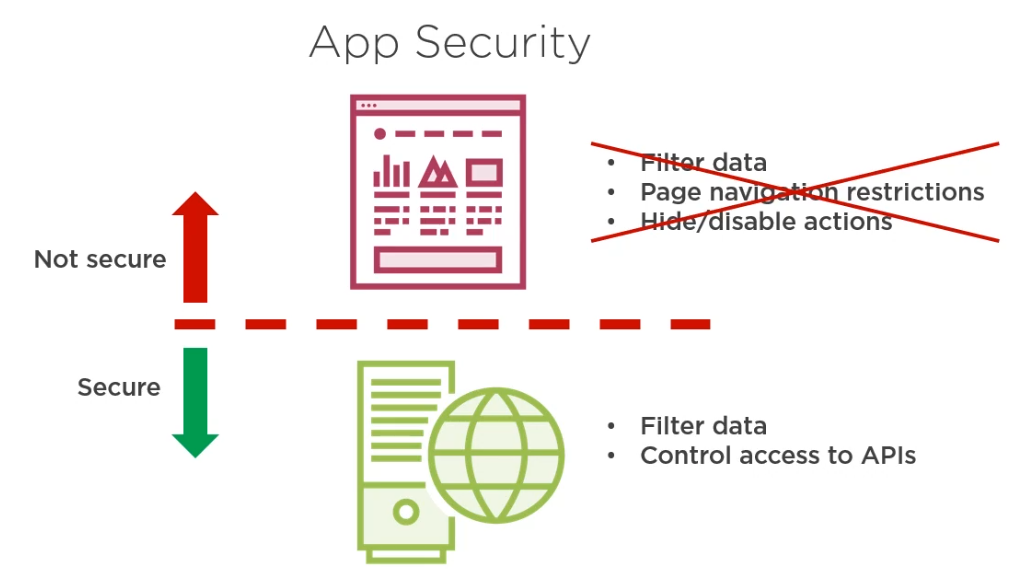 App Security
• Filter data
• Page navigation restrictions
• Hide/disable actions
Not secure
Secure
• Filter data
• Control access to APIs